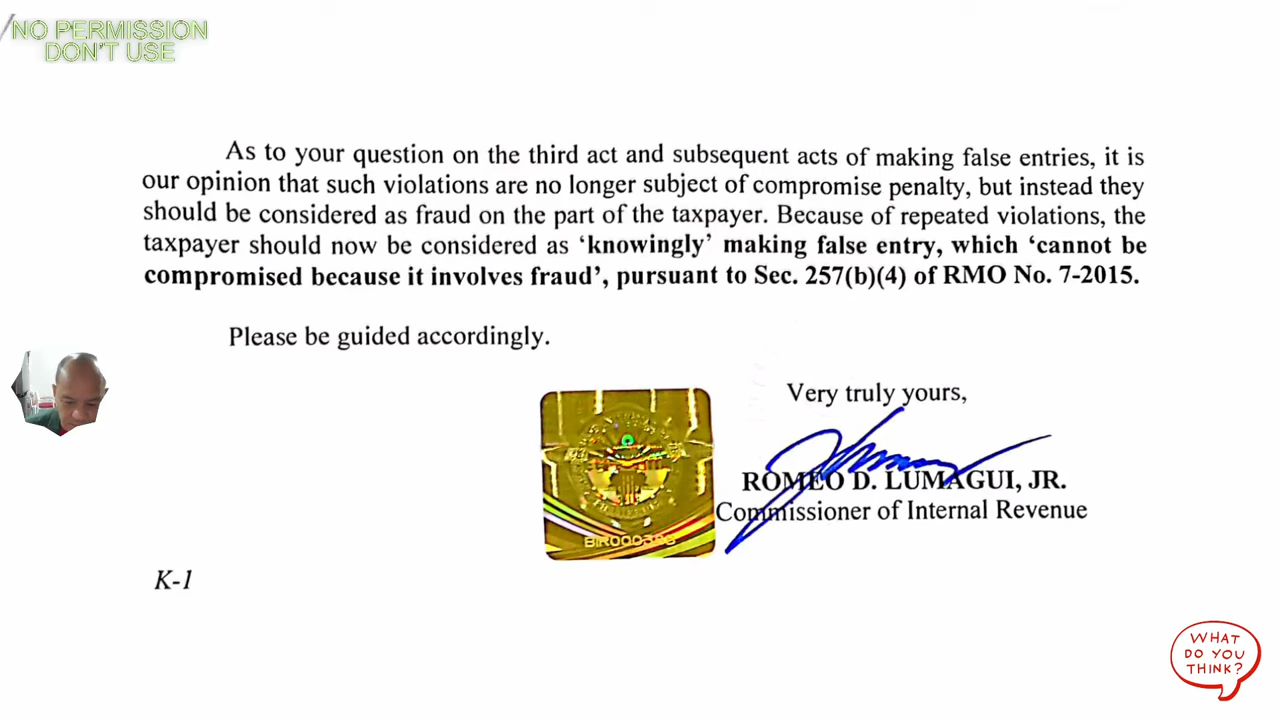 NO PERMISSION
DON'T USE
As to your question on the third act and subsequent acts of making false entries, it is
our opinion that such violations are no longer subject of compromise penalty, but instead they
should be considered as fraud on the part of the taxpayer. Because of repeated violations, the
taxpayer should now be considered as ‘knowingly’ making false entry, which ‘cannot be
compromised because it involves fraud’, pursuant to Sec. 257(b)(4) of RMO No. 7-2015.
Please be guided accordingly.
Very truly yours,
ROMEO D. LUMAGUI, JR.
Commissioner of Internal Revenue
K-1
WHAT
DO YOU
THINK?